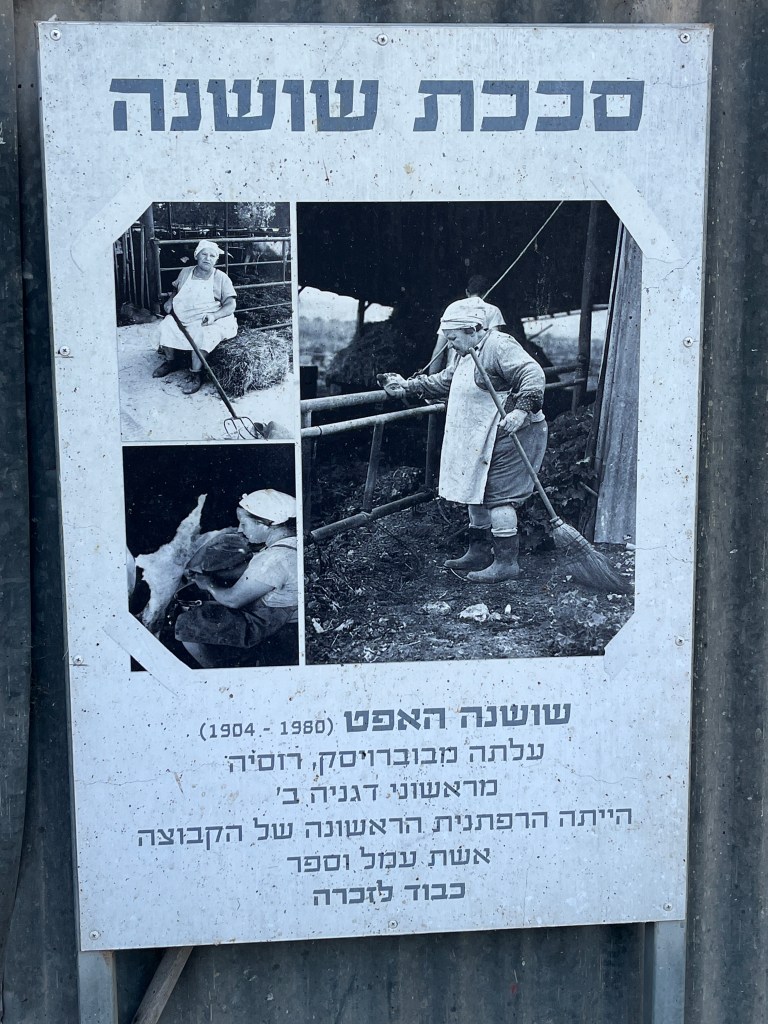 סככת שושנה
שושנה האפט (1904 - 1980)
עלתה מבוברויסק, רוסיה
מראשוני דגניה ב'
הייתה הרפתנית הראשונה של הקבוצה
אשת עמל וספר
כבוד לזכרה